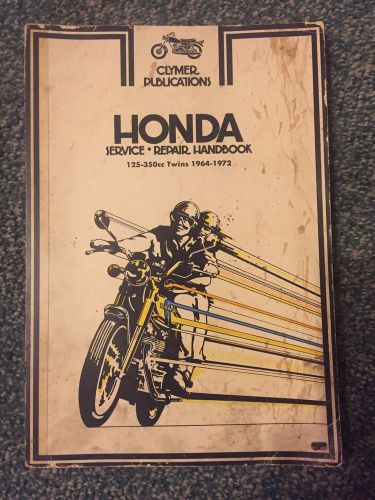 CLYMER
PUBLICATIONS
HONDA
SERVICE • REPAIR HANDBOOK
125-350cc Twins 1964-1972